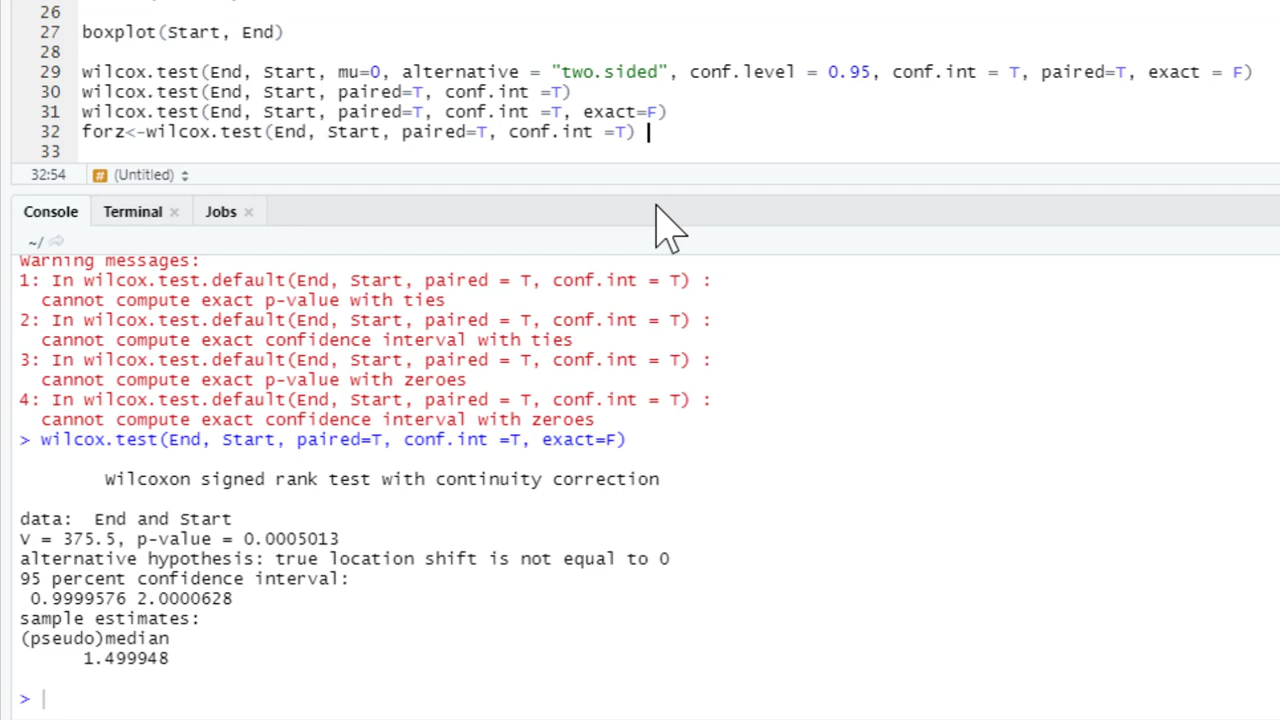 26
27 boxplot(Start, End)
28
29 wilcox.test(End, Start, mu=0, alternative = "two.sided", conf.level = 0.95, conf.int = T, paired=T, exact = F)
30 wilcox.test(End, Start, paired=T, conf.int =T)
31 wilcox.test(End, Start, paired=T, conf.int =T, exact=F)
32 forz<-wilcox.test(End, Start, paired=T, conf.int =T)
33
32:54 # (Untitled)
Console Terminal × Jobs ×
~/
Warning messages:
1: In wilcox.test.default(End, Start, paired = T, conf.int = T) :
  cannot compute exact p-value with ties
2: In wilcox.test.default(End, Start, paired = T, conf.int = T) :
  cannot compute exact confidence interval with ties
3: In wilcox.test.default(End, Start, paired = T, conf.int = T) :
  cannot compute exact p-value with zeroes
4: In wilcox.test.default(End, Start, paired = T, conf.int = T) :
  cannot compute exact confidence interval with zeroes
> wilcox.test(End, Start, paired=T, conf.int =T, exact=F)
Wilcoxon signed rank test with continuity correction
data:  End and Start
V = 375.5, p-value = 0.0005013
alternative hypothesis: true location shift is not equal to 0
95 percent confidence interval:
 0.9999576 2.0000628
sample estimates:
(pseudo)median
      1.499948
>